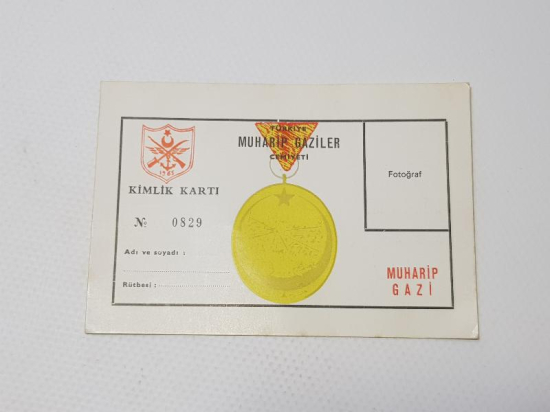 TÜRKİYE
MUHARİP GAZİLER
CEMİYETİ
KİMLİK KARTI
№ 0829
Adı ve soyadı :
Rütbesi :
Fotoğraf
MUHARİP
GAZİ